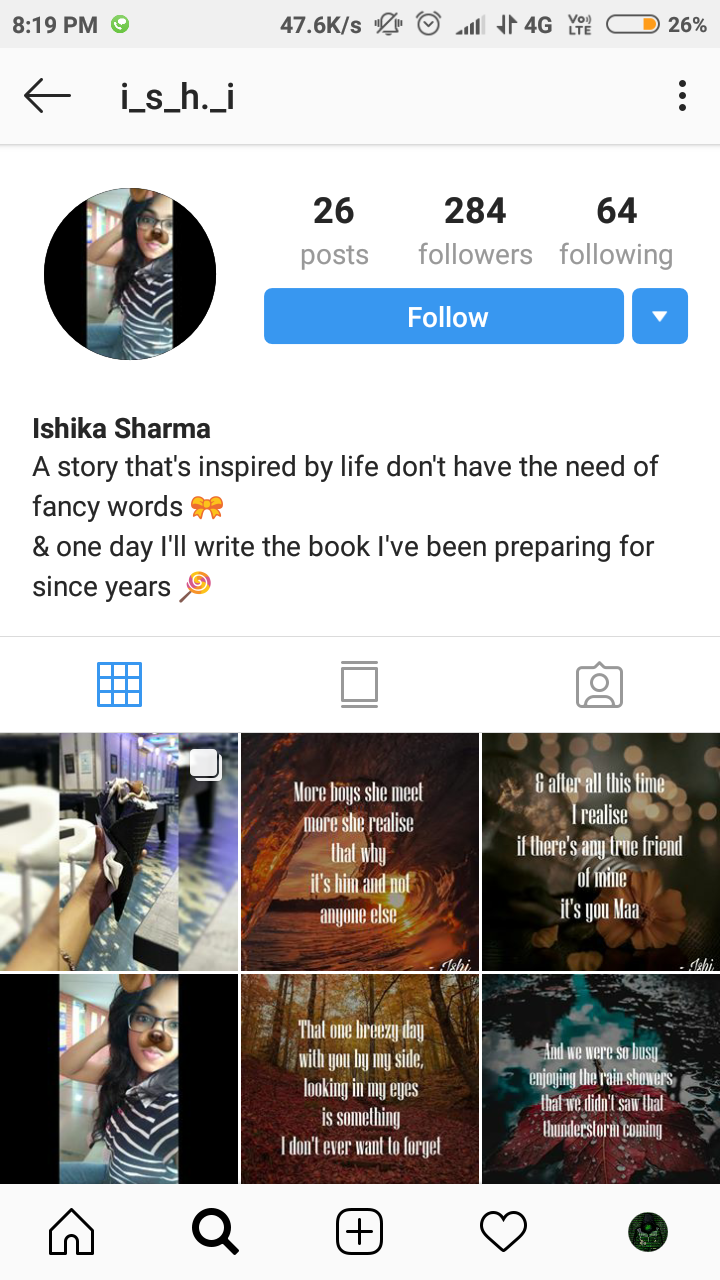 8:19 PM 47.6K/s 4G Vo)) LTE 26%
i_s_h._i
26 284 64
posts followers following
Follow
Ishika Sharma
A story that's inspired by life don't have the need of
fancy words 🎀
& one day I'll write the book I've been preparing for
since years 🍭
More boys she meet
more she realise
that why
it's him and not
anyone else
- Ishi
& after all this time
I realise
if there's any true friend
of mine
it's you Maa
- Ishi
That one breezy day
with you by my side,
looking in my eyes
is something
I don't ever want to forget
And we were so busy
enjoying the rain showers
that we didn't saw that
thunderstorm coming